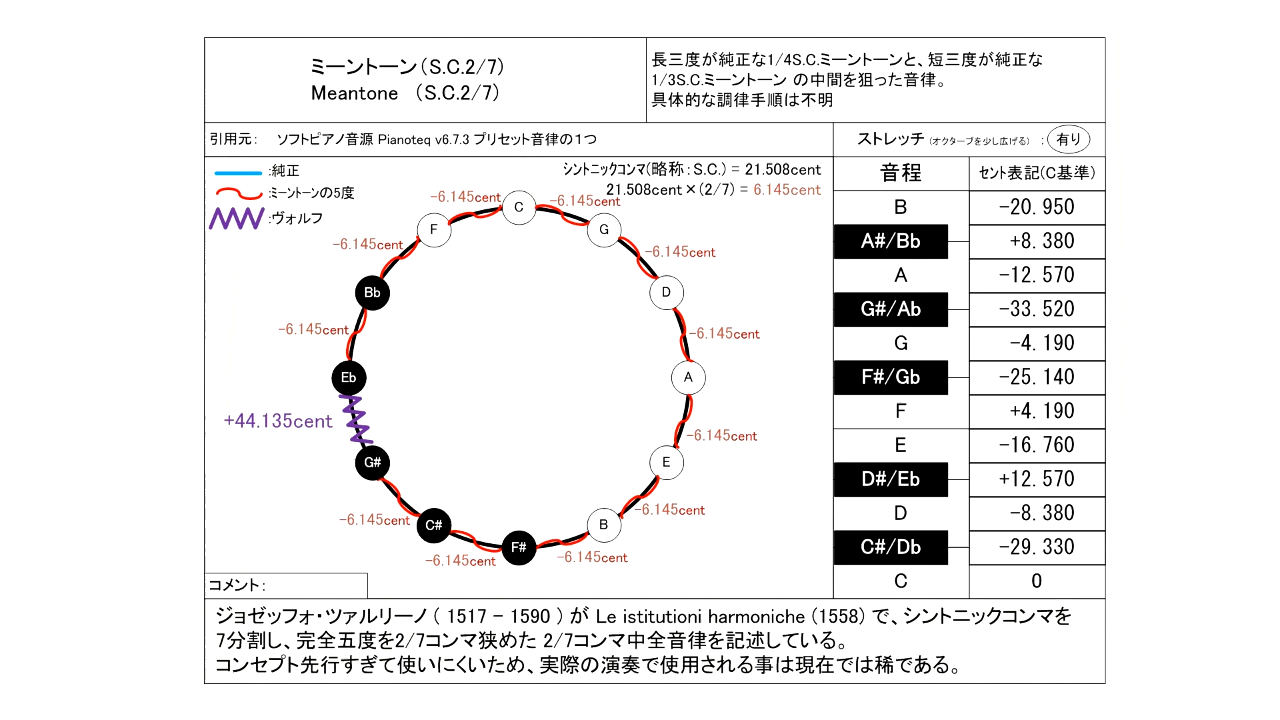 ミーントーン(S.C.2/7)
Meantone (S.C.2/7)
長三度が純正な1/4S.C.ミーントーンと、短三度が純正な
1/3S.C.ミーントーン の中間を狙った音律。
具体的な調律手順は不明
引用元: ソフトピアノ音源 Pianoteq v6.7.3 プリセット音律の1つ
ストレッチ (オクターブを少し広げる) : 有り
:純正
:ミーントーンの5度
:ヴォルフ
シントニックコンマ(略称:S.C.) = 21.508cent
21.508cent×(2/7) = 6.145cent
C
G
D
A
E
B
F#
C#
G#
Eb
Bb
F
-6.145cent
-6.145cent
-6.145cent
-6.145cent
-6.145cent
-6.145cent
-6.145cent
-6.145cent
-6.145cent
+44.135cent
-6.145cent
-6.145cent
-6.145cent
音程 セント表記(C基準)
B -20.950
A#/Bb +8.380
A -12.570
G#/Ab -33.520
G -4.190
F#/Gb -25.140
F +4.190
E -16.760
D#/Eb +12.570
D -8.380
C#/Db -29.330
C 0
コメント:
ジョゼッフォ・ツァルリーノ ( 1517 - 1590 ) が Le istitutioni harmoniche (1558) で、シントニックコンマを
7分割し、完全五度を2/7コンマ狭めた 2/7コンマ中全音律を記述している。
コンセプト先行すぎて使いにくいため、実際の演奏で使用される事は現在では稀である。